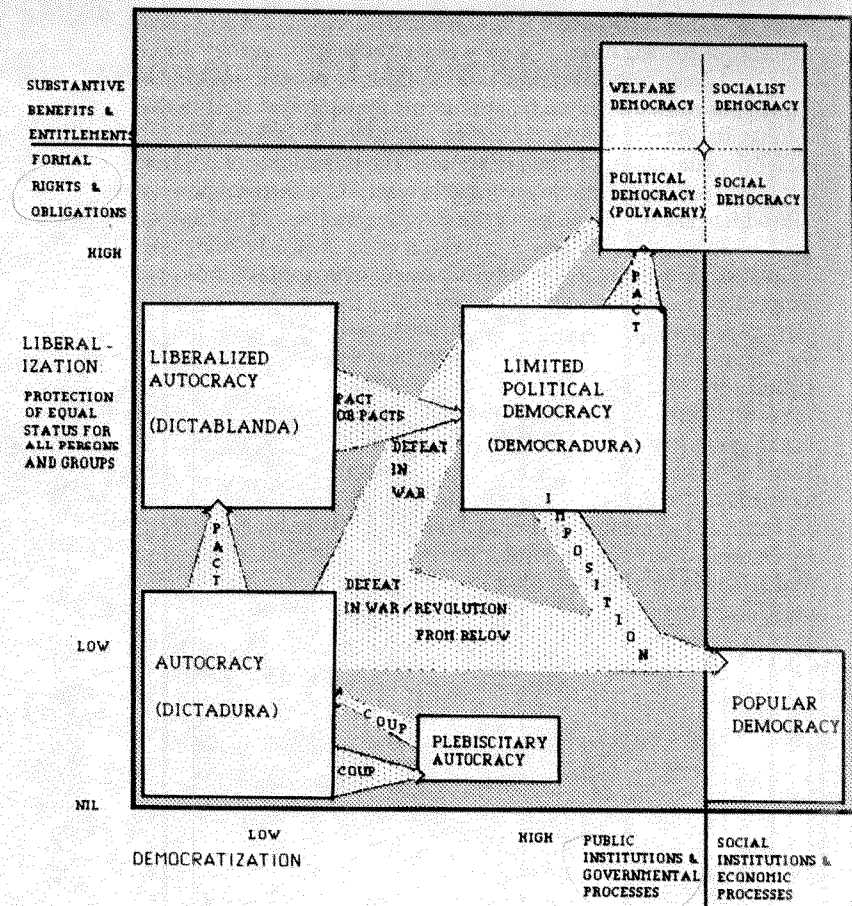 SUBSTANTIVE
BENEFITS &
ENTITLEMENTS
FORMAL
RIGHTS &
OBLIGATIONS
HIGH
LIBERAL-
IZATION:
PROTECTION
OF EQUAL
STATUS FOR
ALL PERSONS
AND GROUPS
LOW
NIL
WELFARE
DEMOCRACY
SOCIALIST
DEMOCRACY
POLITICAL
DEMOCRACY
(POLYARCHY)
SOCIAL
DEMOCRACY
PACT
LIBERALIZED
AUTOCRACY
(DICTABLANDA)
PACT
OR PACTS
LIMITED
POLITICAL
DEMOCRACY
(DEMOCRADURA)
DEFEAT
IN
WAR
IMPOSITION
PACT
DEFEAT
IN WAR/REVOLUTION
FROM BELOW
AUTOCRACY
(DICTADURA)
COUP
COUP
PLEBISCITARY
AUTOCRACY
POPULAR
DEMOCRACY
LOW
HIGH
DEMOCRATIZATION
PUBLIC
INSTITUTIONS &
GOVERNMENTAL
PROCESSES
SOCIAL
INSTITUTIONS &
ECONOMIC
PROCESSES